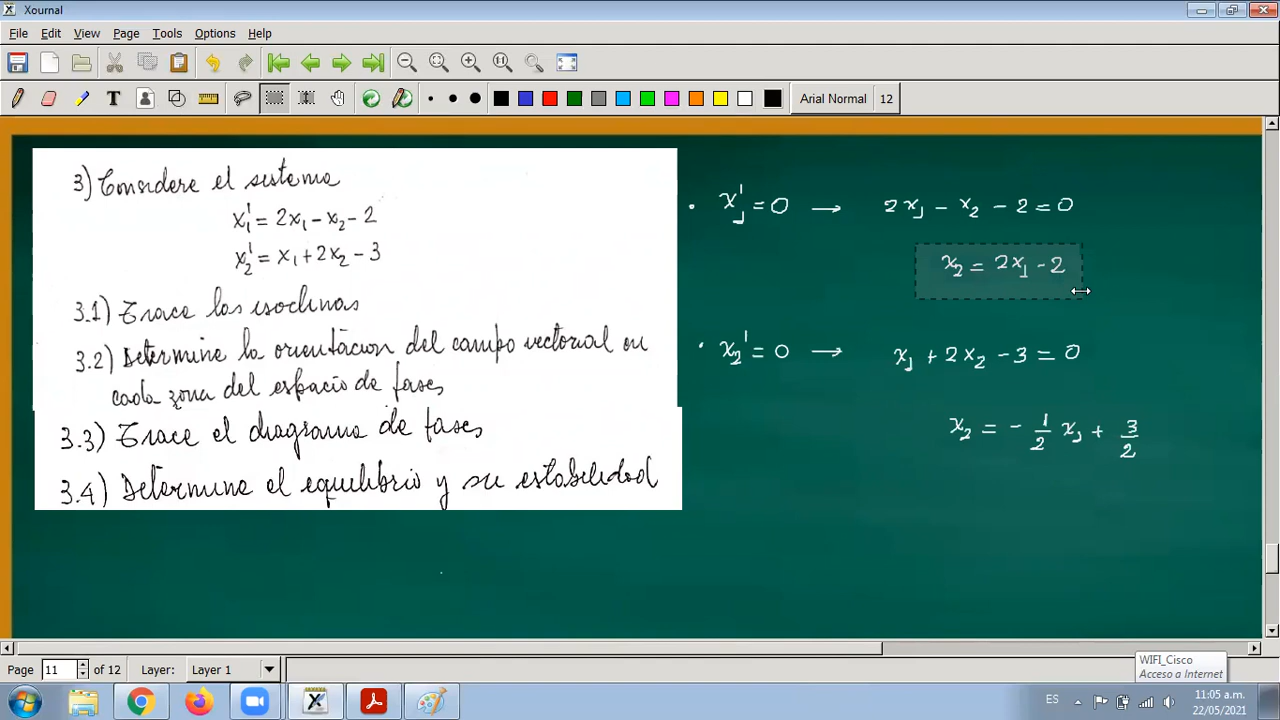 Xournal
File Edit View Page Tools Options Help
Arial Normal 12
3) Considere el sistema
x₁' = 2x₁ - x₂ - 2
x₂' = x₁ + 2x₂ - 3
3.1) Trace las isoclinas
3.2) Determine la orientacion del campo vectorial en
cada zona del espacio de fases
3.3) Trace el diagrama de fases
3.4) Determine el equilibrio y su estabilidad
• x₁' = 0 → 2x₁ - x₂ - 2 = 0
x₂ = 2x₁ - 2
• x₂' = 0 → x₁ + 2x₂ - 3 = 0
x₂ = - 1/2 x₁ + 3/2
Page 11 of 12 Layer: Layer 1
WIFI_Cisco
Acceso a Internet
ES 11:05 a.m.
22/05/2021